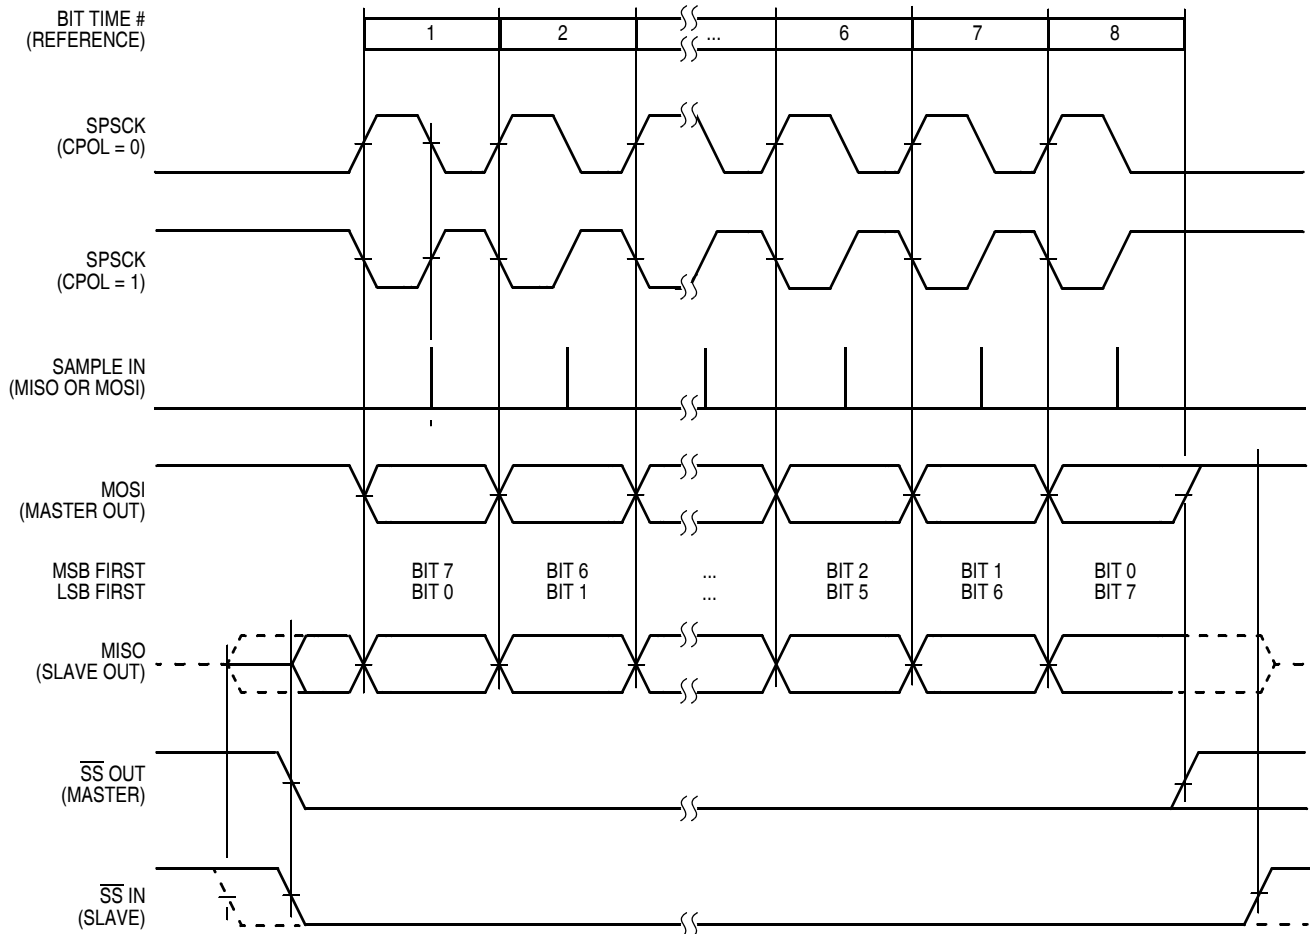 BIT TIME #
(REFERENCE)
1 2 ... 6 7 8
SPSCK
(CPOL = 0)
SPSCK
(CPOL = 1)
SAMPLE IN
(MISO OR MOSI)
MOSI
(MASTER OUT)
MSB FIRST BIT 7 BIT 6 ... BIT 2 BIT 1 BIT 0
LSB FIRST BIT 0 BIT 1 ... BIT 5 BIT 6 BIT 7
MISO
(SLAVE OUT)
S̅S̅ OUT
(MASTER)
S̅S̅ IN
(SLAVE)